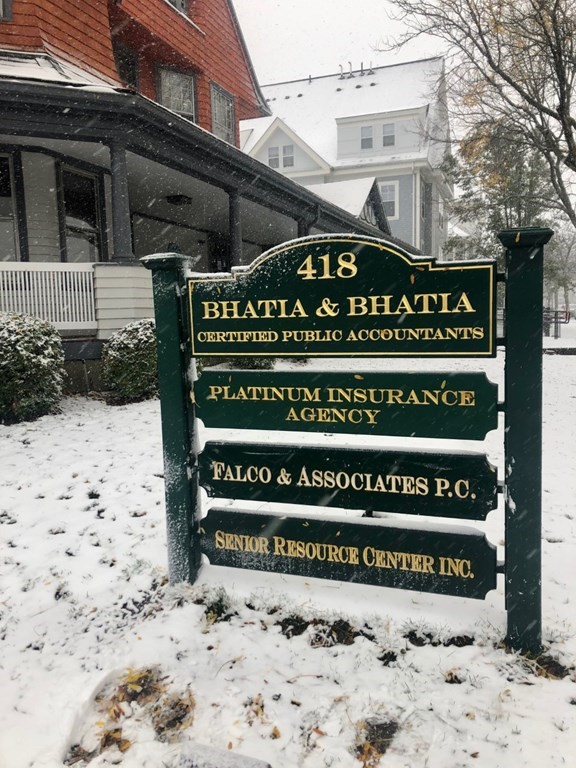 418
BHATIA & BHATIA
CERTIFIED PUBLIC ACCOUNTANTS
PLATINUM INSURANCE
AGENCY
FALCO & ASSOCIATES P.C.
SENIOR RESOURCE CENTER INC.